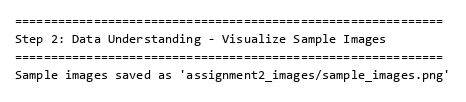 ============================================================
Step 2: Data Understanding - Visualize Sample Images
============================================================
Sample images saved as 'assignment2_images/sample_images.png'